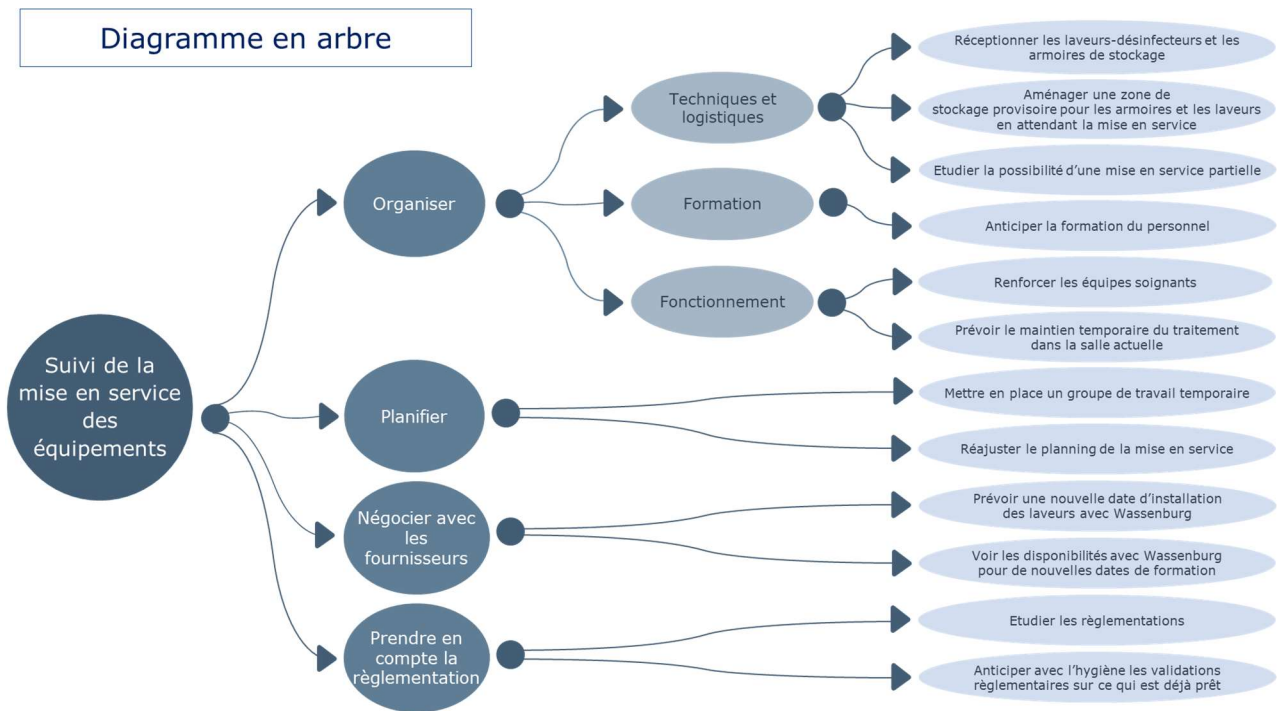 Diagramme en arbre
Suivi de la
mise en service
des
équipements
Organiser
Techniques et
logistiques
Réceptionner les laveurs-désinfecteurs et les
armoires de stockage
Aménager une zone de
stockage provisoire pour les armoires et les laveurs
en attendant la mise en service
Etudier la possibilité d'une mise en service partielle
Formation
Anticiper la formation du personnel
Fonctionnement
Renforcer les équipes soignants
Prévoir le maintien temporaire du traitement
dans la salle actuelle
Planifier
Mettre en place un groupe de travail temporaire
Réajuster le planning de la mise en service
Négocier avec
les
fournisseurs
Prévoir une nouvelle date d'installation
des laveurs avec Wassenburg
Voir les disponibilités avec Wassenburg
pour de nouvelles dates de formation
Prendre en
compte la
règlementation
Etudier les règlementations
Anticiper avec l'hygiène les validations
règlementaires sur ce qui est déjà prêt